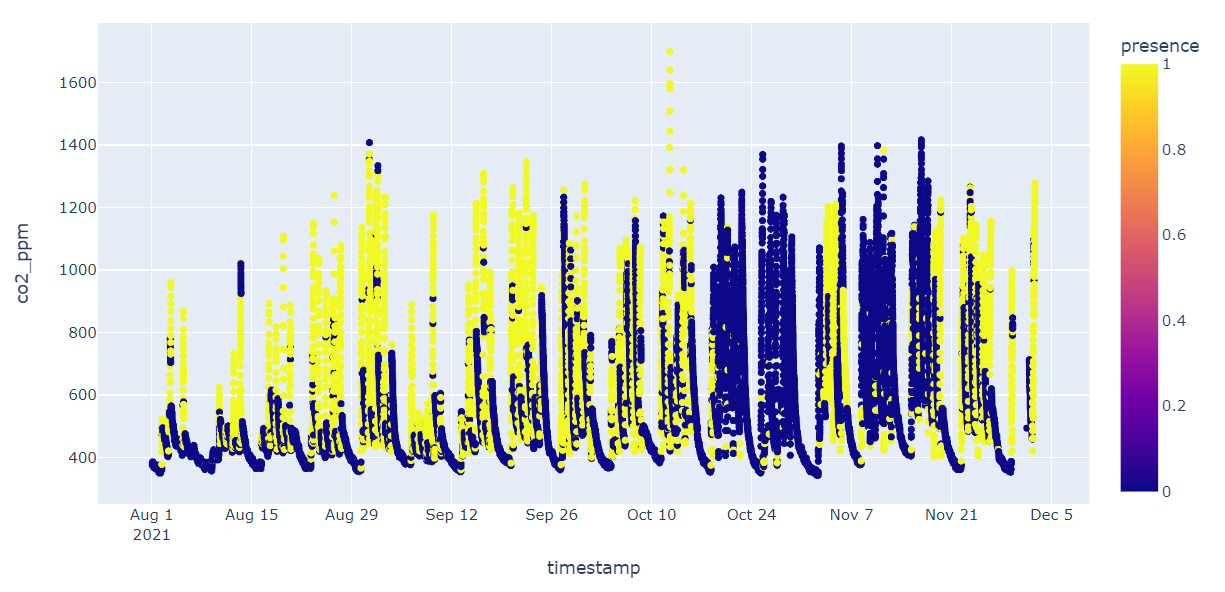 presence
1600
1400
1200
1000
800
600
400
co2_ppm
1
0.8
0.6
0.4
0.2
0
Aug 1
2021
Aug 15
Aug 29
Sep 12
Sep 26
Oct 10
Oct 24
Nov 7
Nov 21
Dec 5
timestamp